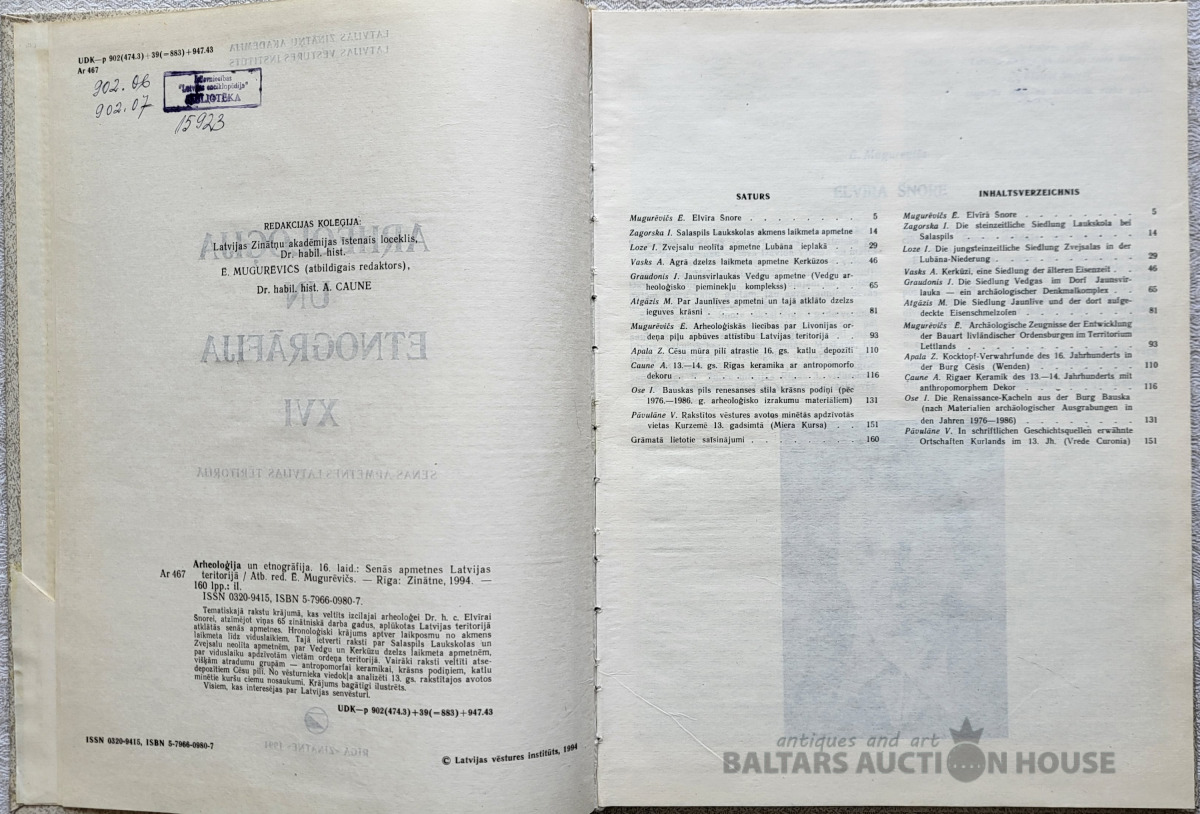 UDK—p 902(474.3)+39(=883)+947.43
Ar 467
902.06
902.07
BIBLIOTĒKA
15923
REDAKCIJAS KOLĒĢIJA:
Latvijas Zinātņu akadēmijas īstenais loceklis,
Dr. habil. hist.
Ē. MUGURĒVIČS (atbildīgais redaktors),
Dr. habil. hist. A. CAUNE
Arheoloģija un etnogrāfija. 16. laid.: Senās apmetnes Latvijas
Ar 467 teritorijā / Atb. red. Ē. Mugurēvičs. — Rīga: Zinātne, 1994. —
160 lpp.: il.
ISSN 0320-9415, ISBN 5-7966-0980-7.
Tematiskajā rakstu krājumā, kas veltīts izcilajai arheoloģei Dr. h. c. Elvīrai
Šnorei, atzīmējot viņas 65 zinātniskā darba gadus, aplūkotas Latvijas teritorijā
atklātās senās apmetnes. Hronoloģiski krājums aptver laikposmu no akmens
laikmeta līdz viduslaikiem. Tajā ietverti raksti par Salaspils Laukskolas un
Zvejsalu neolīta apmetnēm, par Vedgu un Kerkūzu dzelzs laikmeta apmetnēm,
par viduslaiku apdzīvotām vietām ordeņa teritorijā. Vairāki raksti veltīti atse-
višķām atradumu grupām — antropomorfai keramikai, krāsns podiņiem, katlu
depozītiem Cēsu pilī. No vēsturnieka viedokļa analizēti 13. gs. rakstītajos avotos
minētie kuršu ciemu nosaukumi. Krājums bagātīgi ilustrēts.
Visiem, kas interesējas par Latvijas senvēsturi.
UDK—p 902(474.3)+39(=883)+947.43
ISSN 0320-9415, ISBN 5-7966-0980-7
© Latvijas vēstures institūts, 1994
SATURS
Mugurēvičs Ē. Elvīra Šnore . . . . . . . . 5
Zagorska I. Salaspils Laukskolas akmens laikmeta apmetne 14
Loze I. Zvejsalu neolīta apmetne Lubāna ieplakā . . 29
Vasks A. Agrā dzelzs laikmeta apmetne Kerkūzos . . 46
Graudonis J. Jaunsvirlaukas Vedgu apmetne (Vedgu ar-
heoloģisko pieminekļu komplekss) . . . . . 65
Atgāzis M. Par Jaunlīves apmetni un tajā atklāto dzelzs
ieguves krāsni . . . . . . . . . 81
Mugurēvičs Ē. Arheoloģiskās liecības par Livonijas or-
deņa piļu apbūves attīstību Latvijas teritorijā . . 93
Apala Z. Cēsu mūra pilī atrastie 16. gs. katlu depozīti 110
Caune A. 13.—14. gs. Rīgas keramika ar antropomorfo
dekoru . . . . . . . . . . . 116
Ose I. Bauskas pils renesanses stila krāsns podiņi (pēc
1976.—1986. g. arheoloģisko izrakumu materiāliem) 131
Pāvulāne V. Rakstītos vēstures avotos minētās apdzīvotās
vietas Kurzemē 13. gadsimtā (Miera Kursa) . . 151
Grāmatā lietotie saīsinājumi . . . . . . . 160
INHALTSVERZEICHNIS
Mugurēvičs Ē. Elvīra Šnore . . . . . . . . 5
Zagorska I. Die steinzeitliche Siedlung Laukskola bei
Salaspils . . . . . . . . . . 14
Loze I. Die jungsteinzeitliche Siedlung Zvejsalas in der
Lubāna-Niederung . . . . . . . . 29
Vasks A. Kerkūzi, eine Siedlung der älteren Eisenzeit . . 46
Graudonis J. Die Siedlung Vedgas im Dorf Jaunsvir-
lauka — ein archäologischer Denkmalkomplex . . 65
Atgāzis M. Die Siedlung Jaunlīve und der dort aufge-
deckte Eisenschmelzofen . . . . . . . 81
Mugurēvičs Ē. Archäologische Zeugnisse der Entwicklung
der Bauart livländischer Ordensburgen im Territorium
Lettlands . . . . . . . . . . 93
Apala Z. Kocktopf-Verwahrfunde des 16. Jahrhunderts in
der Burg Cēsis (Wenden) . . . . . . . 110
Caune A. Rigaer Keramik des 13.—14. Jahrhunderts mit
anthropomorphem Dekor . . . . . . . 116
Ose I. Die Renaissance-Kacheln aus der Burg Bauska
(nach Materialien archäologischer Ausgrabungen in
den Jahren 1976—1986) . . . . . . . 131
Pāvulāne V. In schriftlichen Geschichtsquellen erwähnte
Ortschaften Kurlands im 13. Jh. (Vrede Curonia) 151
antiques and art
BALTARS AUCTION HOUSE